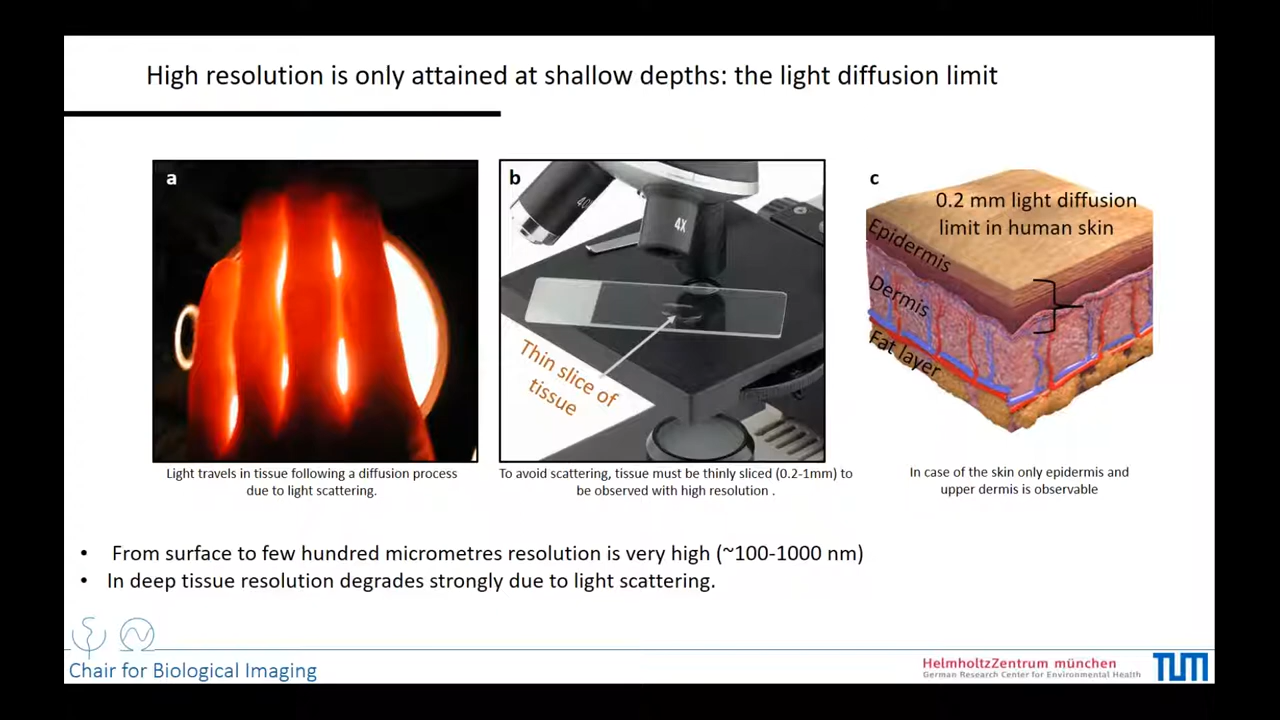 High resolution is only attained at shallow depths: the light diffusion limit
a
b
40
4X
Thin slice of
tissue
c
0.2 mm light diffusion
limit in human skin
Epidermis
Dermis
Fat layer
Light travels in tissue following a diffusion process
due to light scattering.
To avoid scattering, tissue must be thinly sliced (0.2-1mm) to
be observed with high resolution .
In case of the skin only epidermis and
upper dermis is observable
• From surface to few hundred micrometres resolution is very high (~100-1000 nm)
• In deep tissue resolution degrades strongly due to light scattering.
Chair for Biological Imaging
HelmholtzZentrum münchen
German Research Center for Environmental Health
TUM